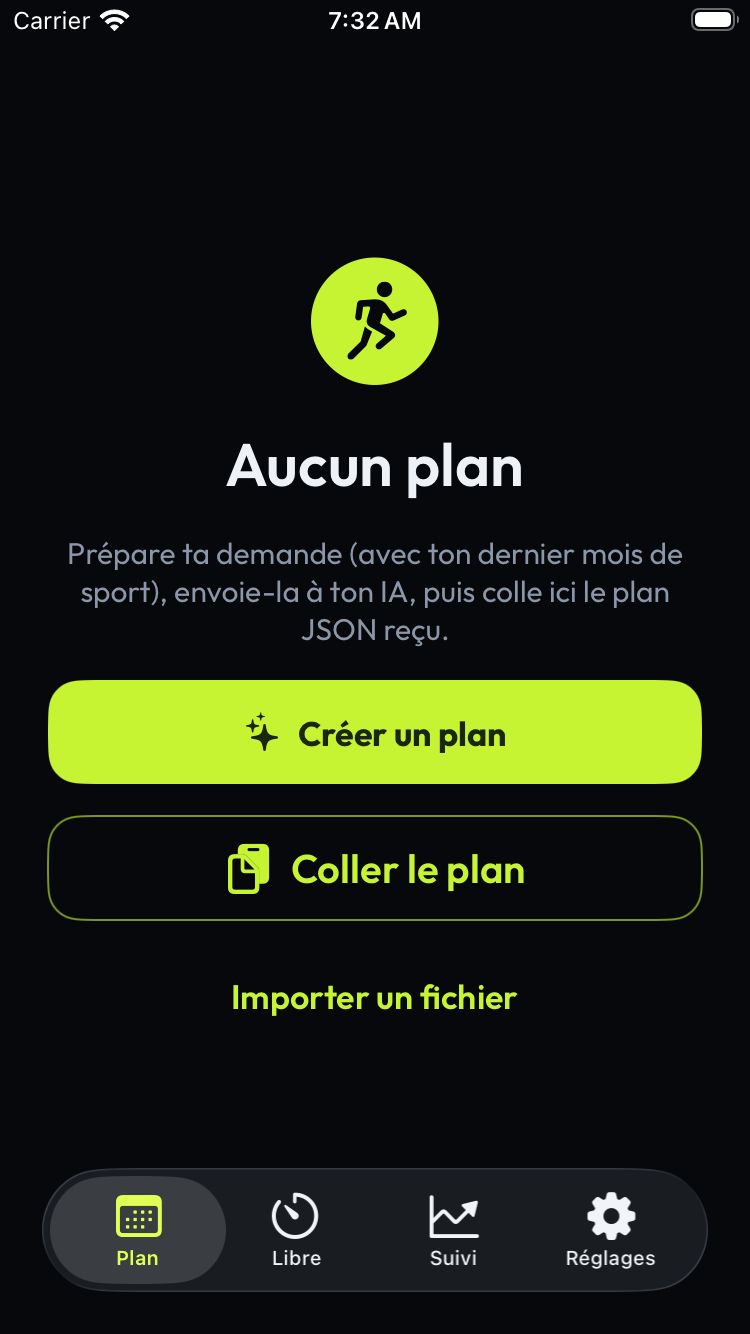 Carrier 7:32 AM
Aucun plan
Prépare ta demande (avec ton dernier mois de
sport), envoie-la à ton IA, puis colle ici le plan
JSON reçu.
Créer un plan
Coller le plan
Importer un fichier
Plan Libre Suivi Réglages